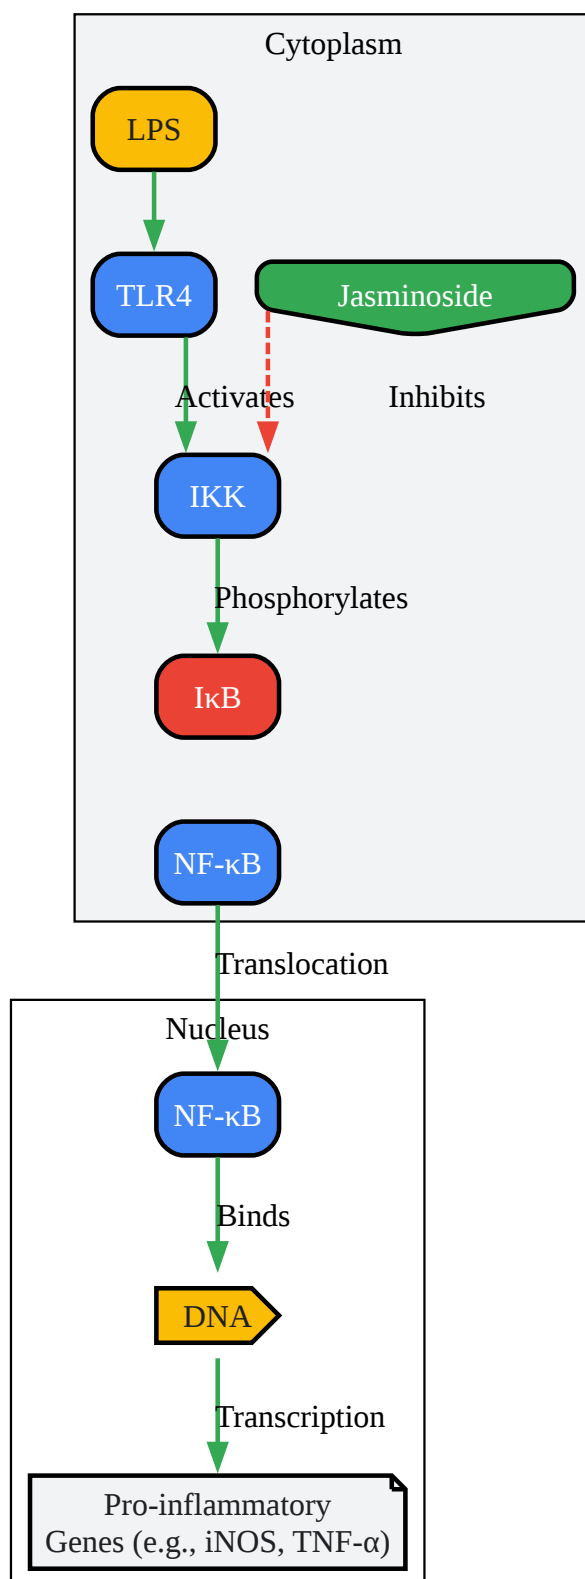 Cytoplasm
LPS
TLR4
Jasminoside
Activates
Inhibits
IKK
Phosphorylates
IκB
NF-κB
Translocation
Nucleus
NF-κB
Binds
DNA
Transcription
Pro-inflammatory
Genes (e.g., iNOS, TNF-α)